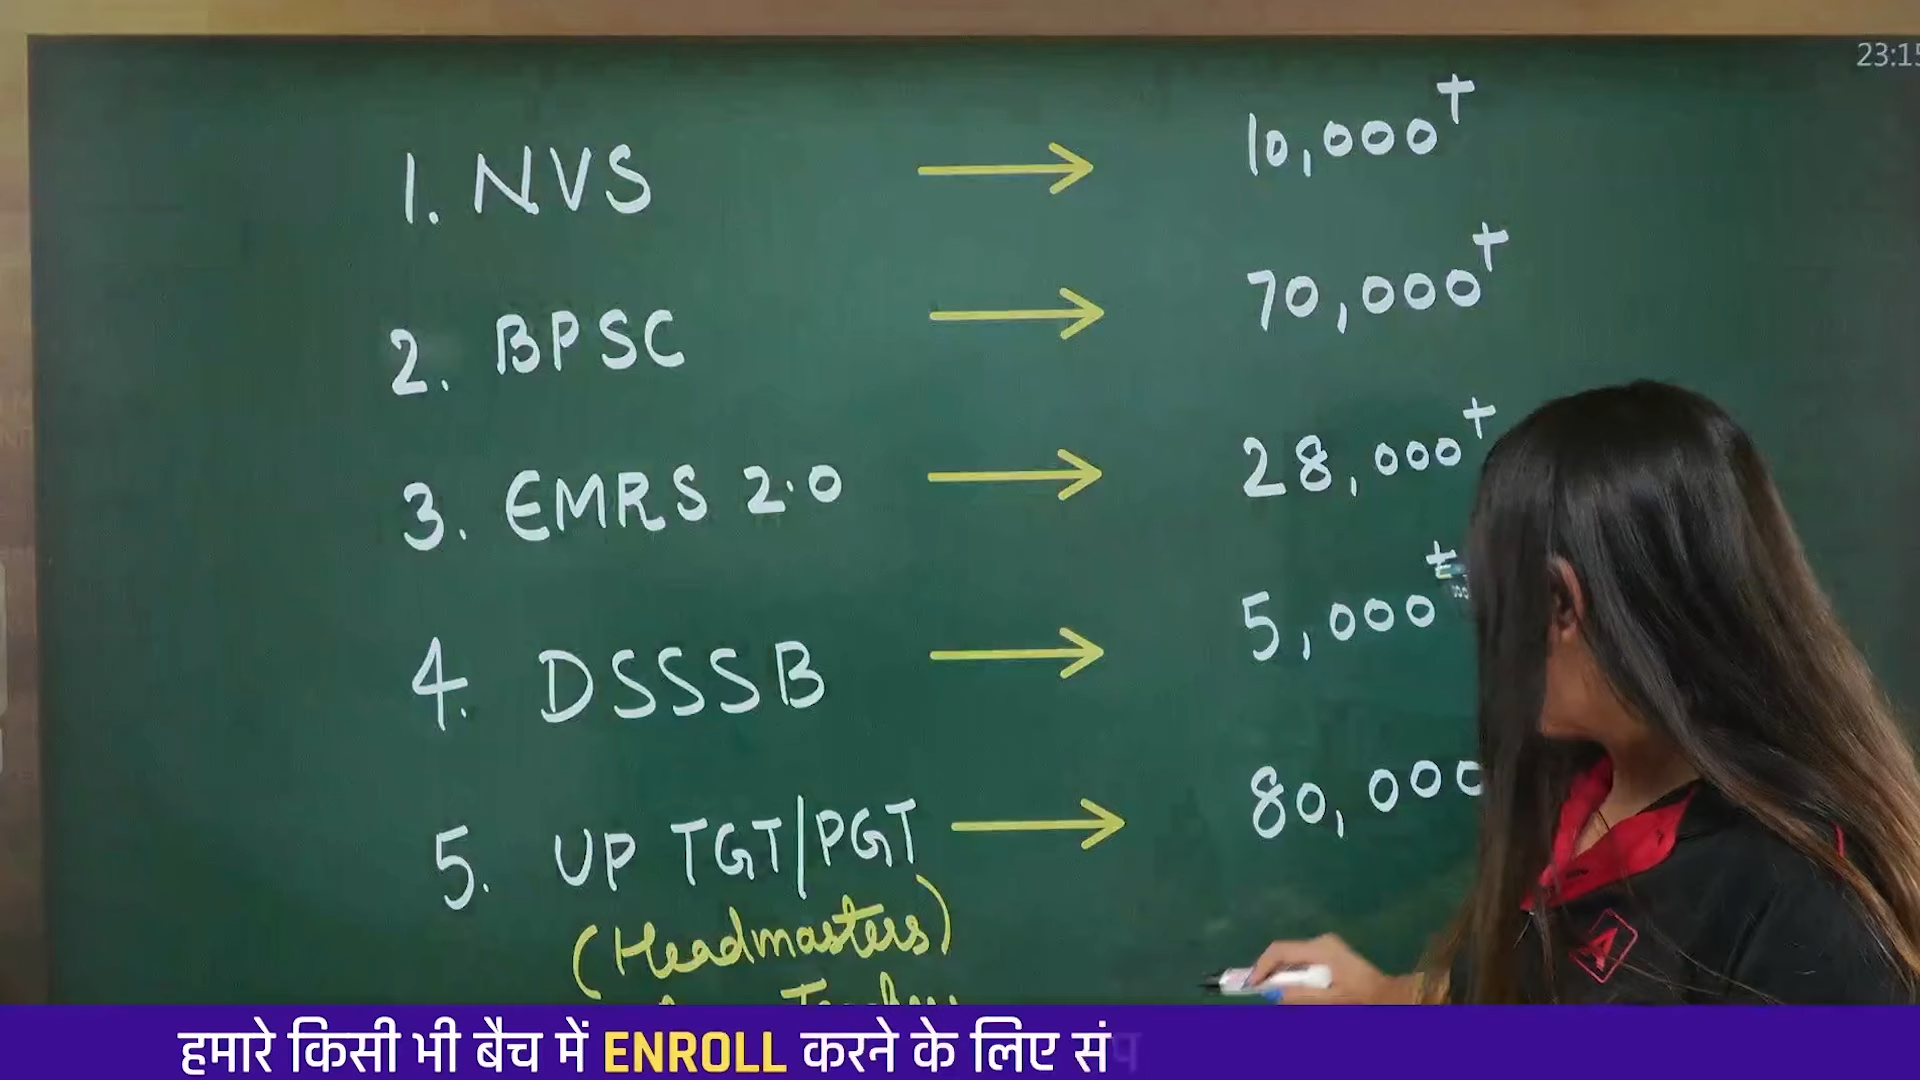 23:15
1. NVS → 10,000+
2. BPSC → 70,000+
3. EMRS 2.0 → 28,000+
4. DSSSB → 5,000+
5. UP TGT/PGT → 80,000
(Headmasters)
हमारे किसी भी बैच में ENROLL करने के लिए